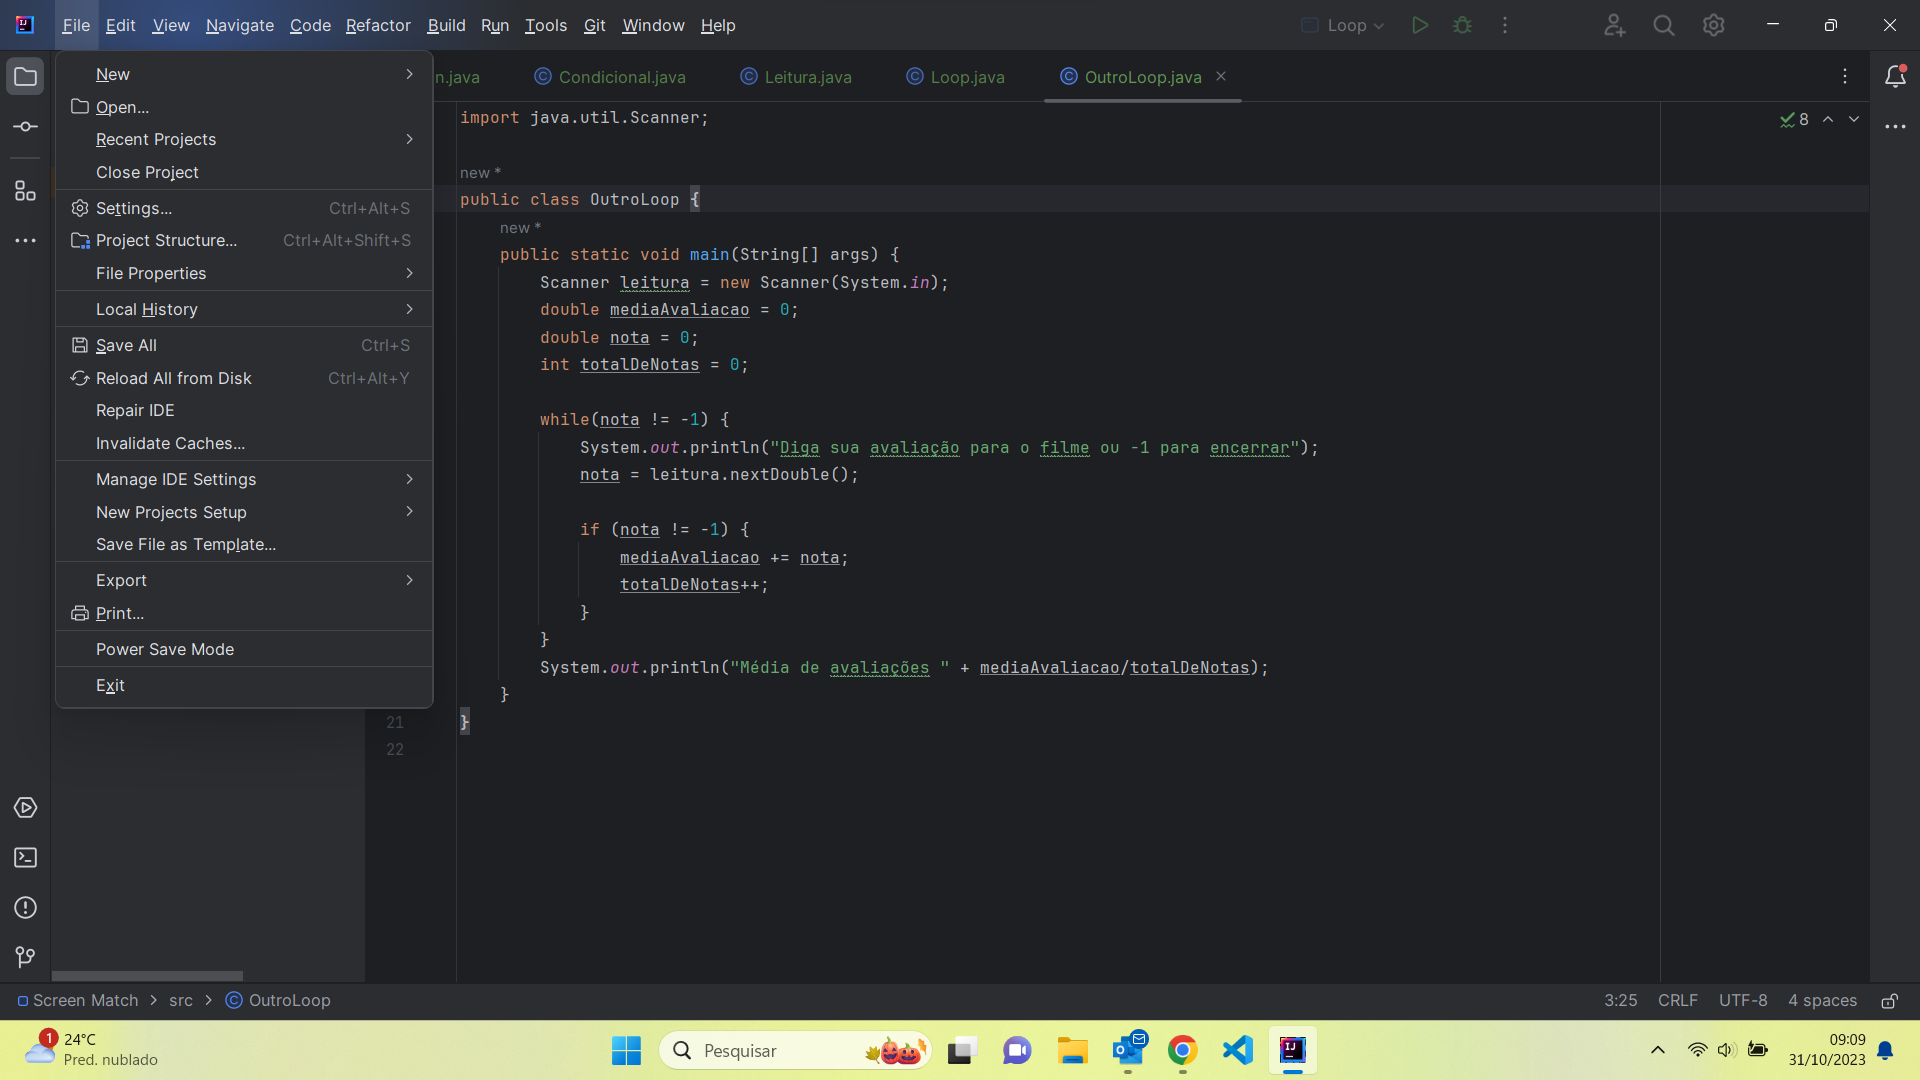 File Edit View Navigate Code Refactor Build Run Tools Git Window Help
Loop
New
Open...
Recent Projects
Close Project
Settings... Ctrl+Alt+S
Project Structure... Ctrl+Alt+Shift+S
File Properties
Local History
Save All Ctrl+S
Reload All from Disk Ctrl+Alt+Y
Repair IDE
Invalidate Caches...
Manage IDE Settings
New Projects Setup
Save File as Template...
Export
Print...
Power Save Mode
Exit
n.java Condicional.java Leitura.java Loop.java OutroLoop.java
8
import java.util.Scanner;
new *
public class OutroLoop {
new *
public static void main(String[] args) {
Scanner leitura = new Scanner(System.in);
double mediaAvaliacao = 0;
double nota = 0;
int totalDeNotas = 0;
while(nota != -1) {
System.out.println("Diga sua avaliação para o filme ou -1 para encerrar");
nota = leitura.nextDouble();
if (nota != -1) {
mediaAvaliacao += nota;
totalDeNotas++;
}
}
System.out.println("Média de avaliações " + mediaAvaliacao/totalDeNotas);
}
21 }
22
Screen Match > src > OutroLoop
3:25 CRLF UTF-8 4 spaces
1
24°C
Pred. nublado
Pesquisar
09:09
31/10/2023